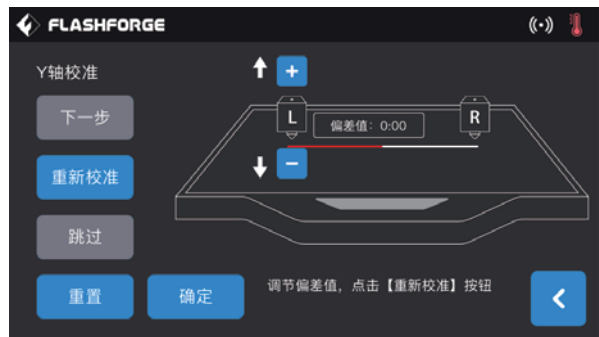 FLASHFORGE
Y轴校准
+
下一步
L
偏差值：0:00
R
重新校准
−
跳过
重置
确定
调节偏差值，点击【重新校准】按钮